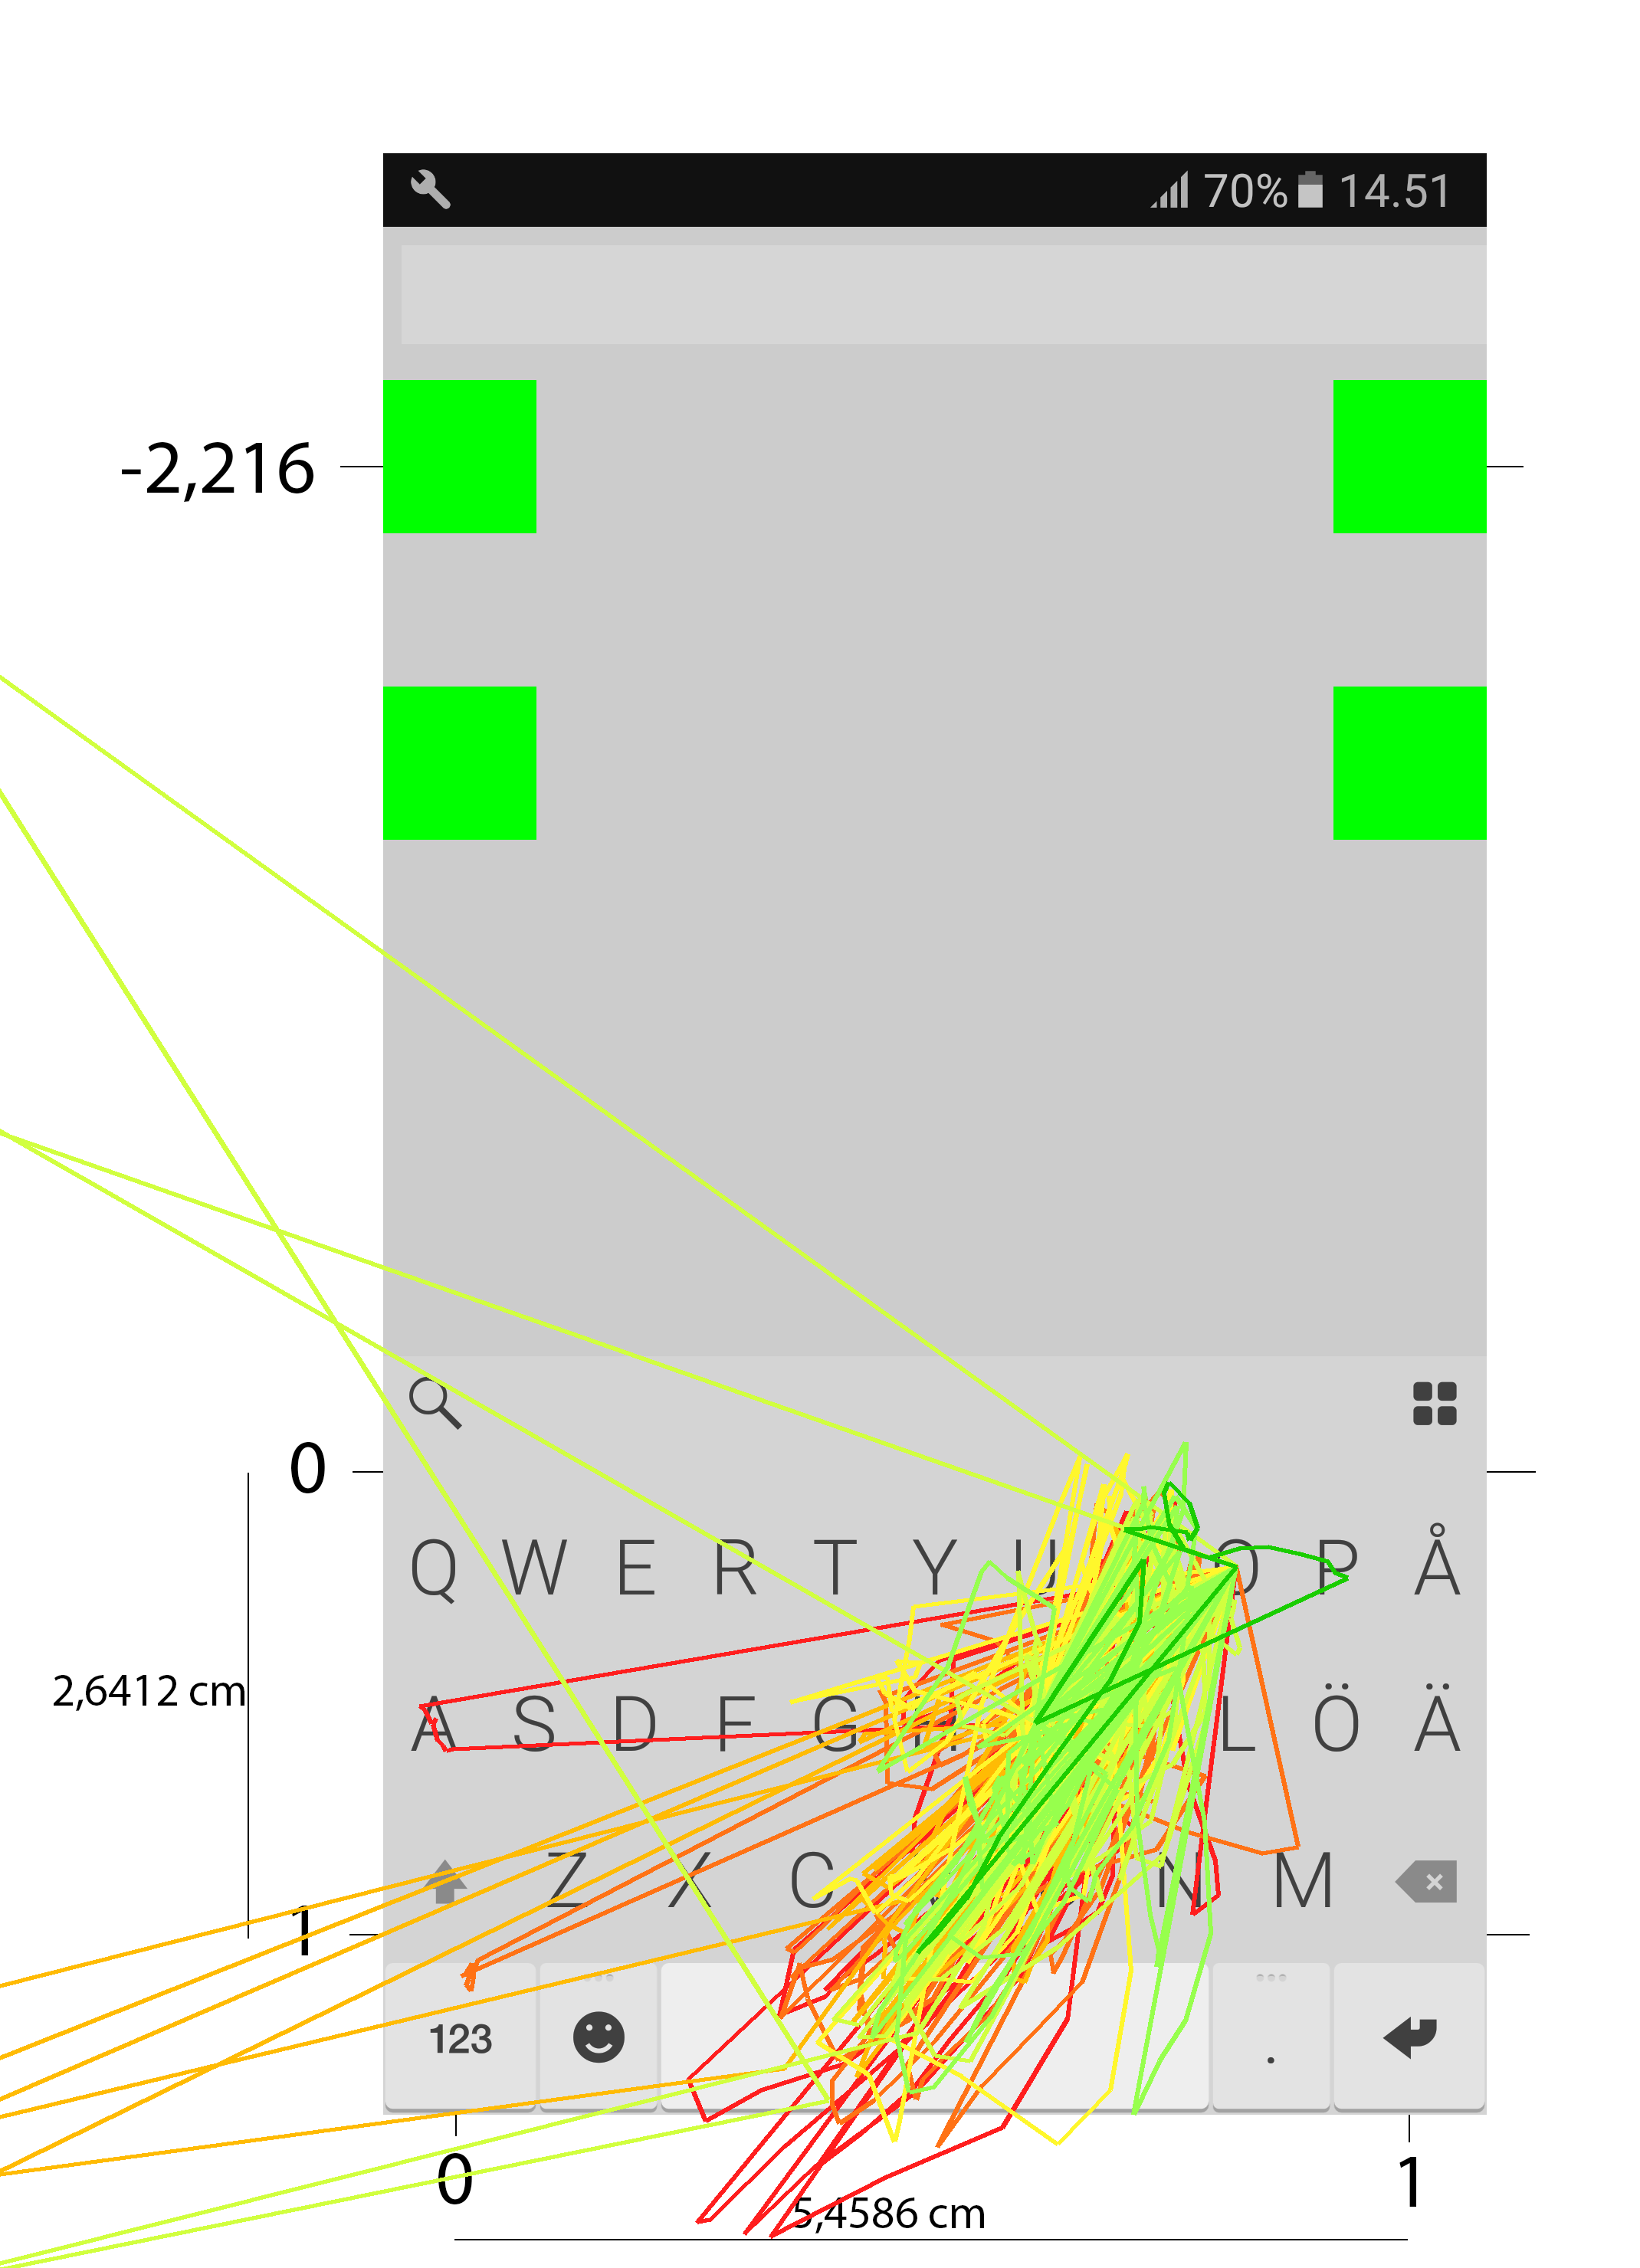 70% 14.51
-2,216
0
Q W E R T Y U O P Å
2,6412 cm
A S D F G H L Ö Ä
Z X C N M
1
123 .
0 1
5,4586 cm